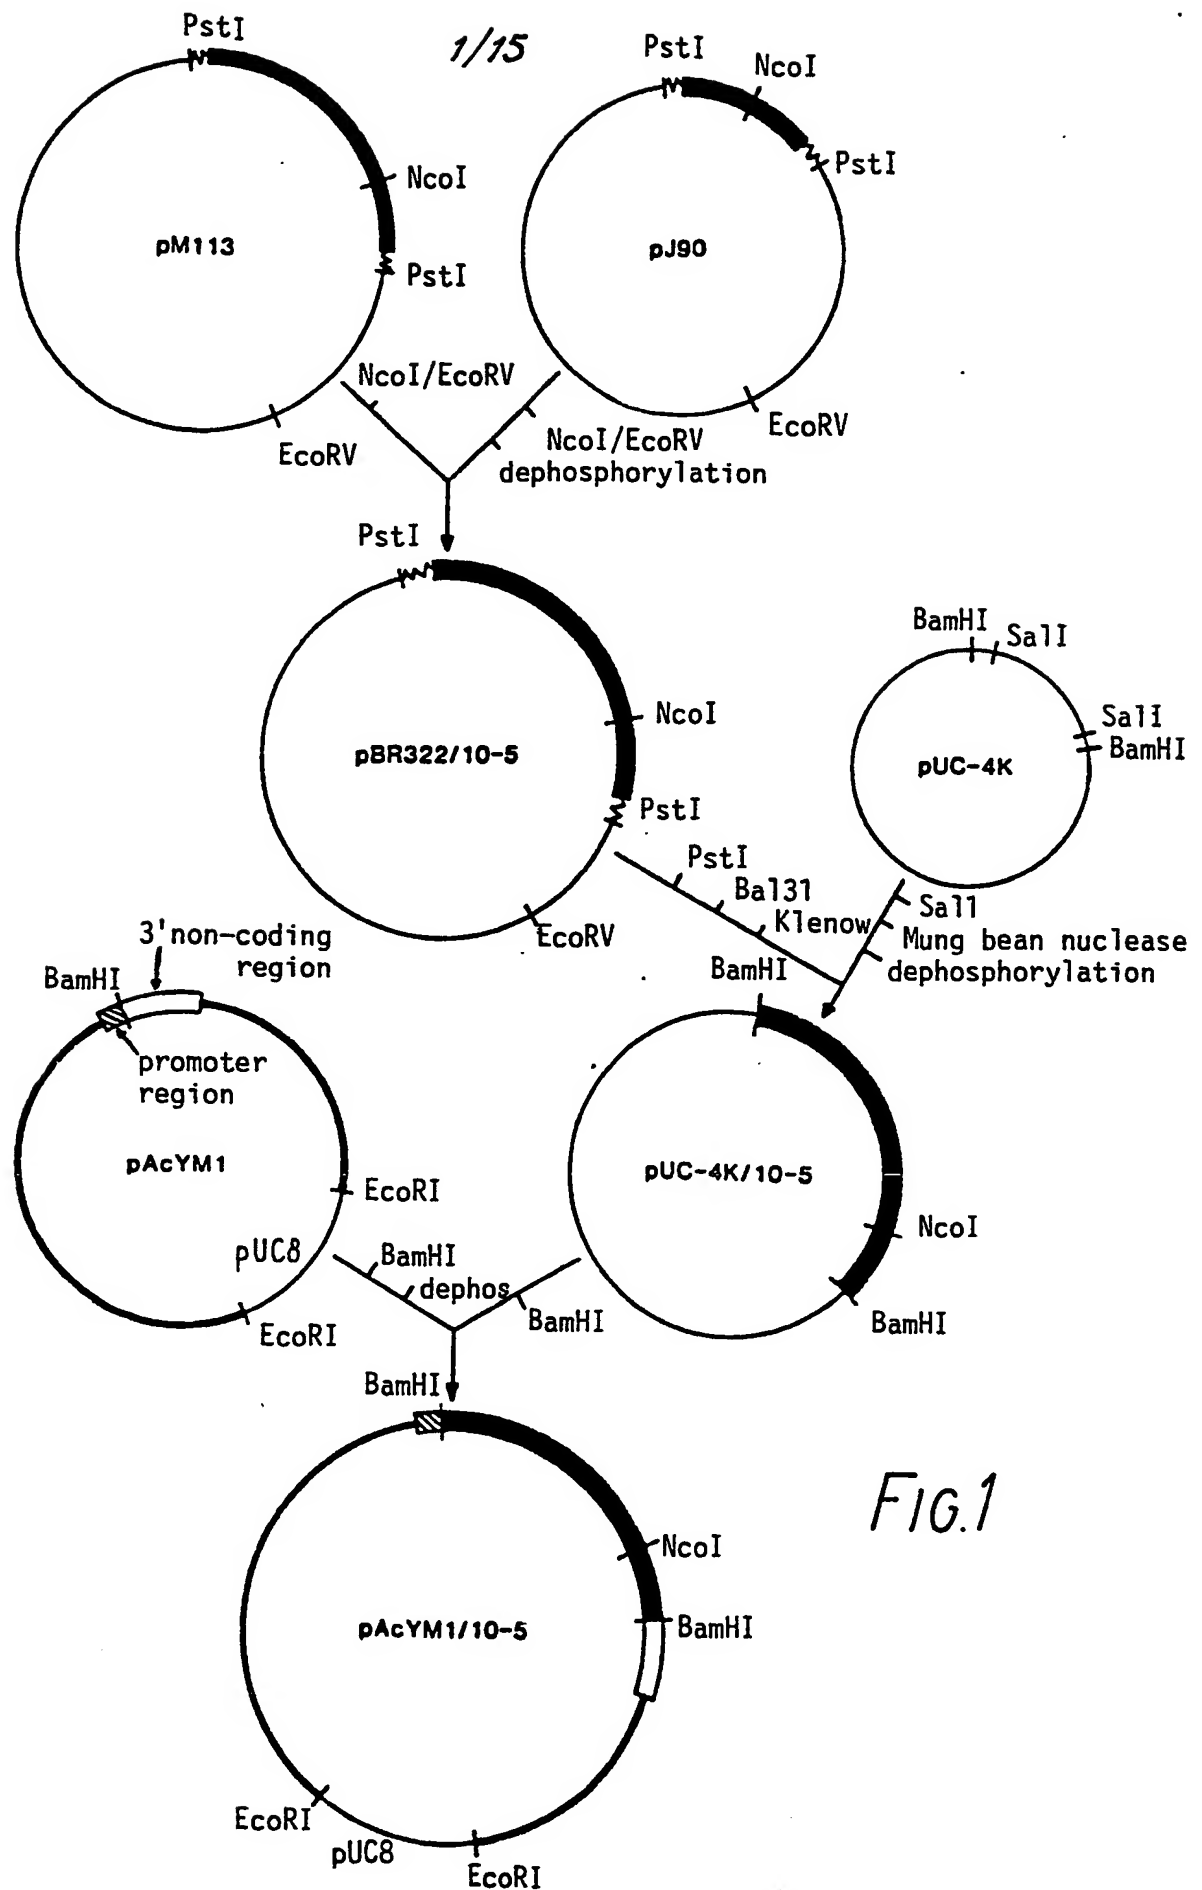 1/15
PstI
NcoI
PstI
pM113
EcoRV
PstI
NcoI
PstI
pJ90
EcoRV
NcoI/EcoRV
NcoI/EcoRV
dephosphorylation
PstI
NcoI
pBR322/10-5
PstI
EcoRV
BamHI
SalI
SalI
BamHI
pUC-4K
PstI
Bal31
Klenow
Sal1
Mung bean nuclease
dephosphorylation
3'non-coding
region
BamHI
promoter
region
pAcYM1
EcoRI
pUC8
EcoRI
BamHI
pUC-4K/10-5
NcoI
BamHI
BamHI
dephos
BamHI
BamHI
NcoI
BamHI
pAcYM1/10-5
EcoRI
pUC8
EcoRI
FIG.1